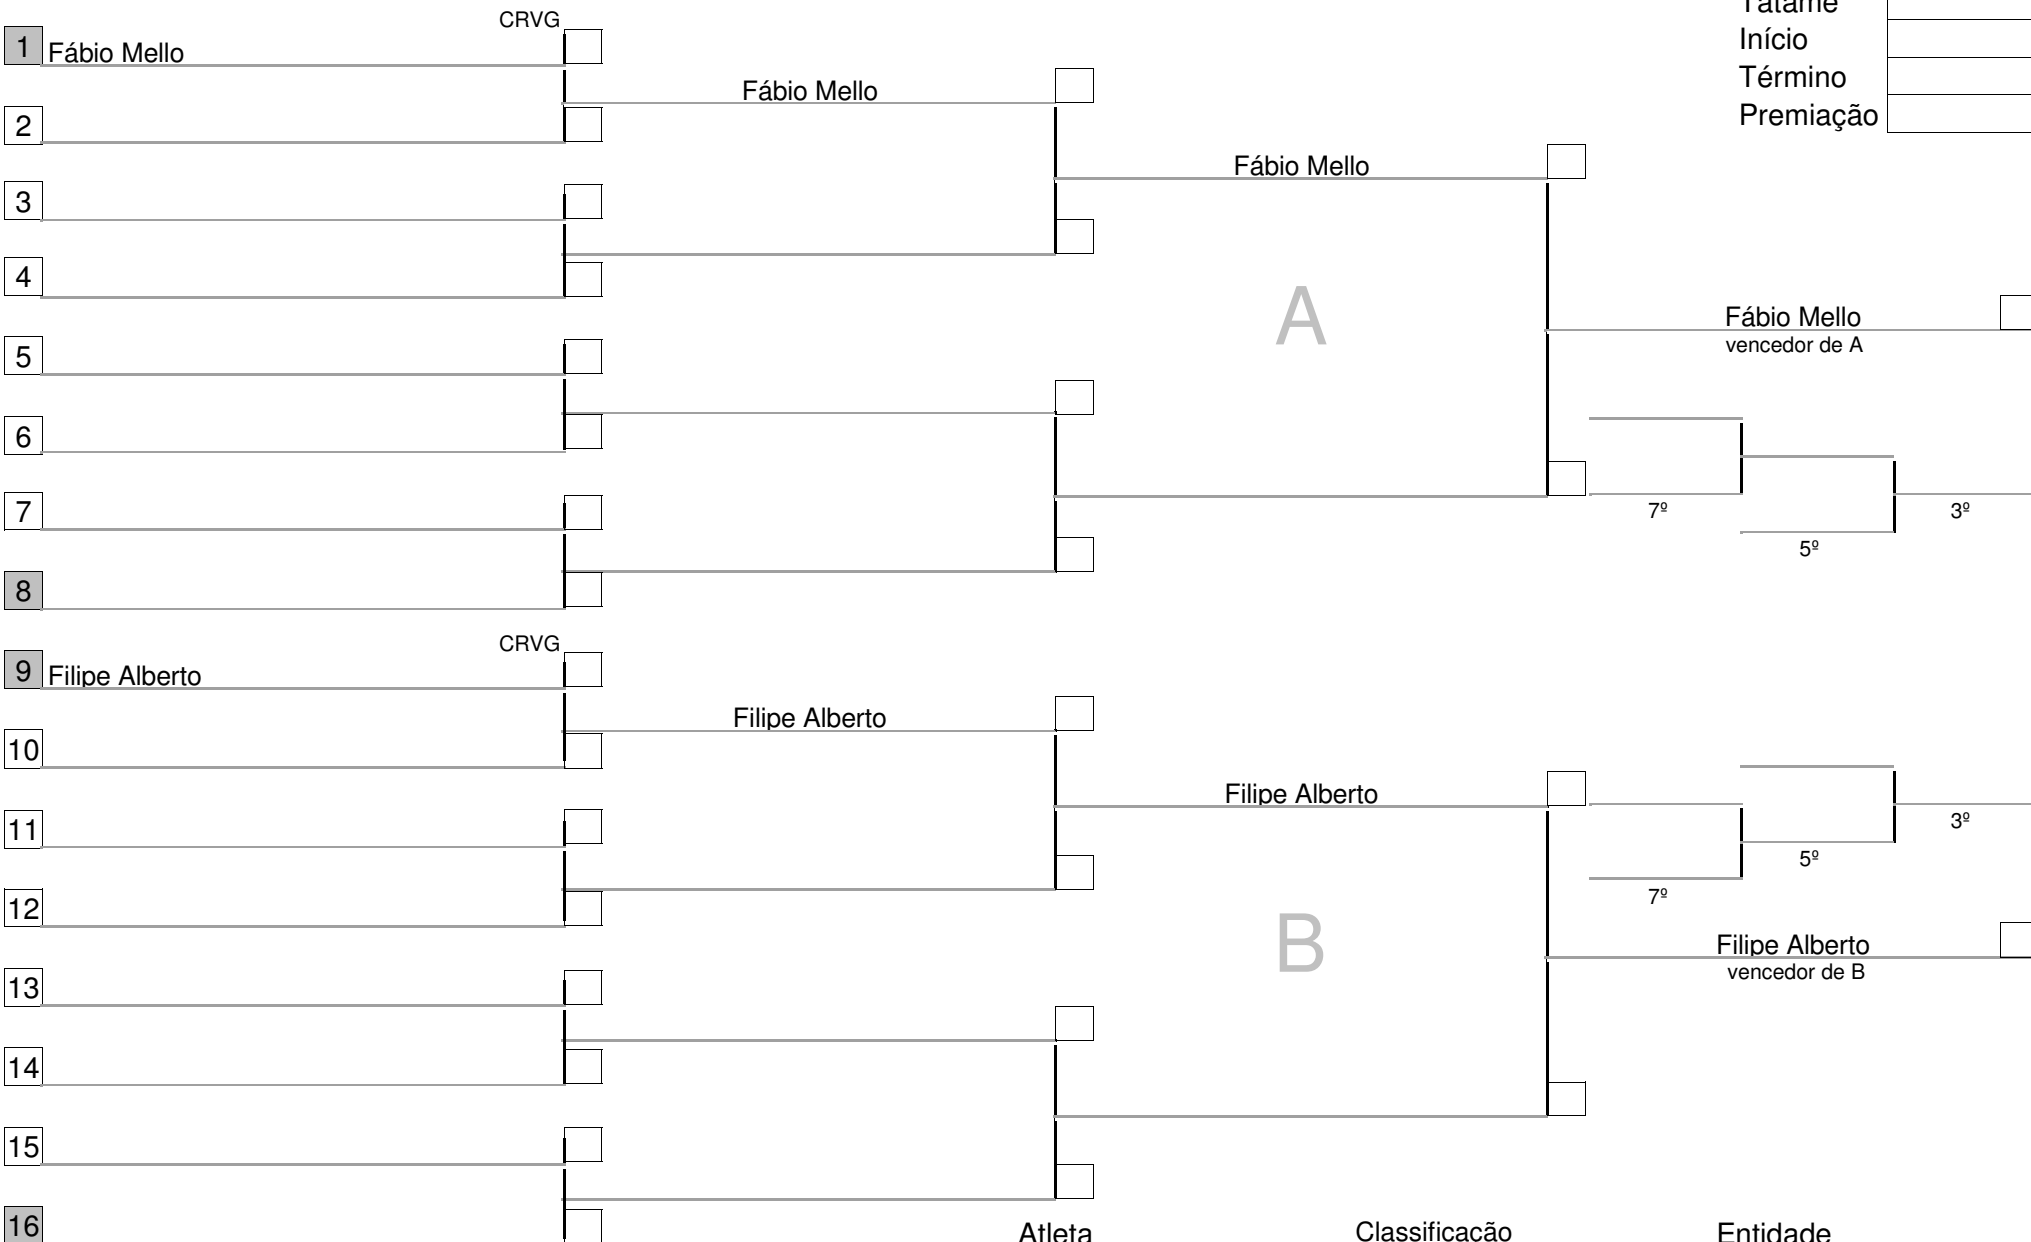 Tatame
CRVG
1 Fábio Mello
Início
Término
Fábio Mello
Premiação
2
Fábio Mello
3
4
A
Fábio Mello
vencedor de A
5
6
7
7º
3º
5º
8
CRVG
9 Filipe Alberto
Filipe Alberto
10
Filipe Alberto
11
3º
5º
7º
12
B
Filipe Alberto
vencedor de B
13
14
15
16
Atleta Classificação Entidade